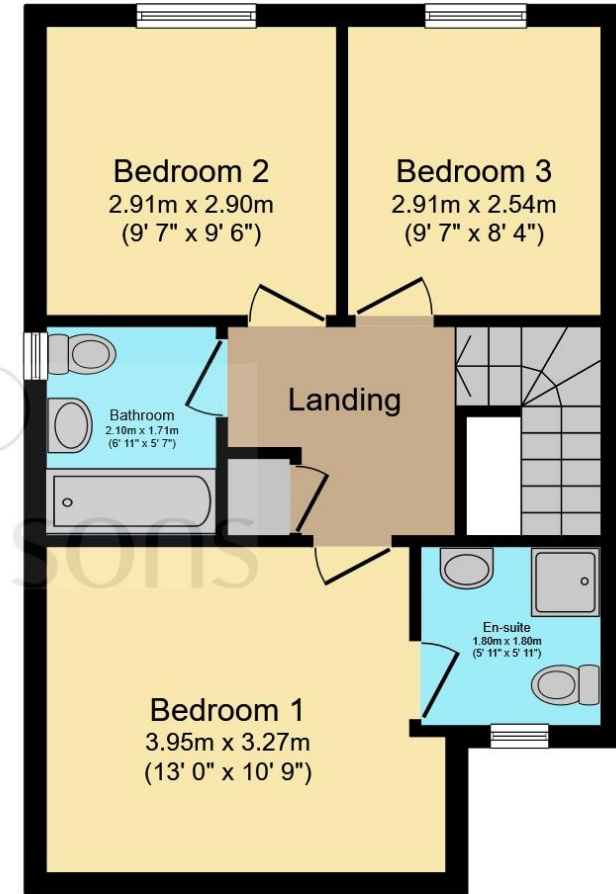 Bedroom 2
2.91m x 2.90m
(9' 7" x 9' 6")
Bedroom 3
2.91m x 2.54m
(9' 7" x 8' 4")
Bathroom
2.10m x 1.71m
(6' 11" x 5' 7")
Landing
sons
En-suite
1.80m x 1.80m
(5' 11" x 5' 11")
Bedroom 1
3.95m x 3.27m
(13' 0" x 10' 9")